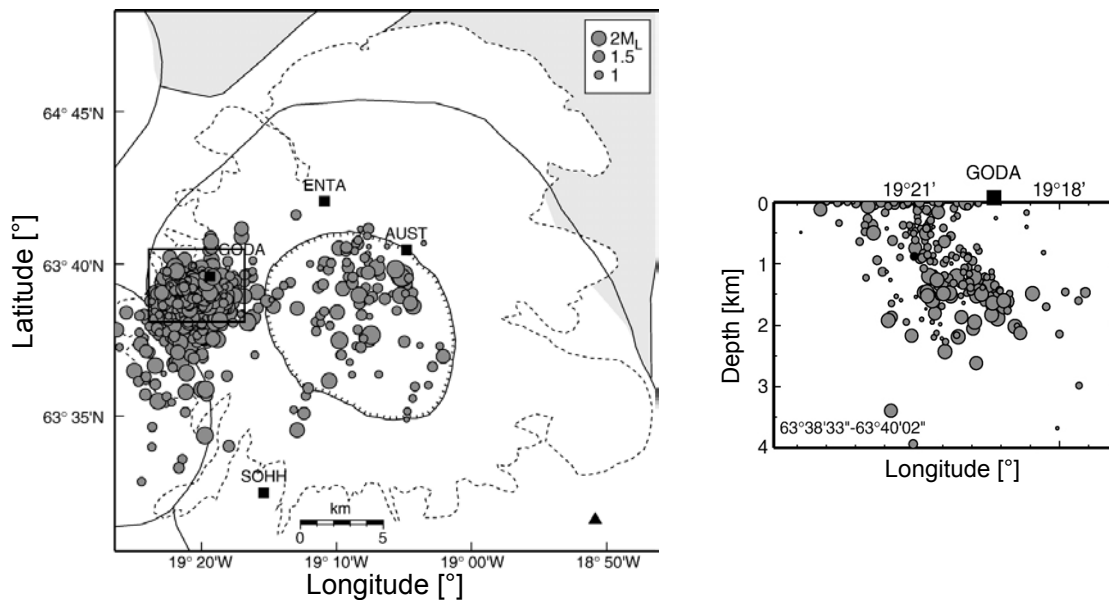 2M_L
1.5
1
64° 45'N
63° 40'N
63° 35'N
Latitude [°]
ENTA
AUST
GODA
SOHH
km
0 5
19° 20'W
19° 10'W
19° 00'W
18° 50'W
Longitude [°]
GODA
19°21'
19°18'
0
1
2
3
4
Depth [km]
63°38'33"-63°40'02"
Longitude [°]